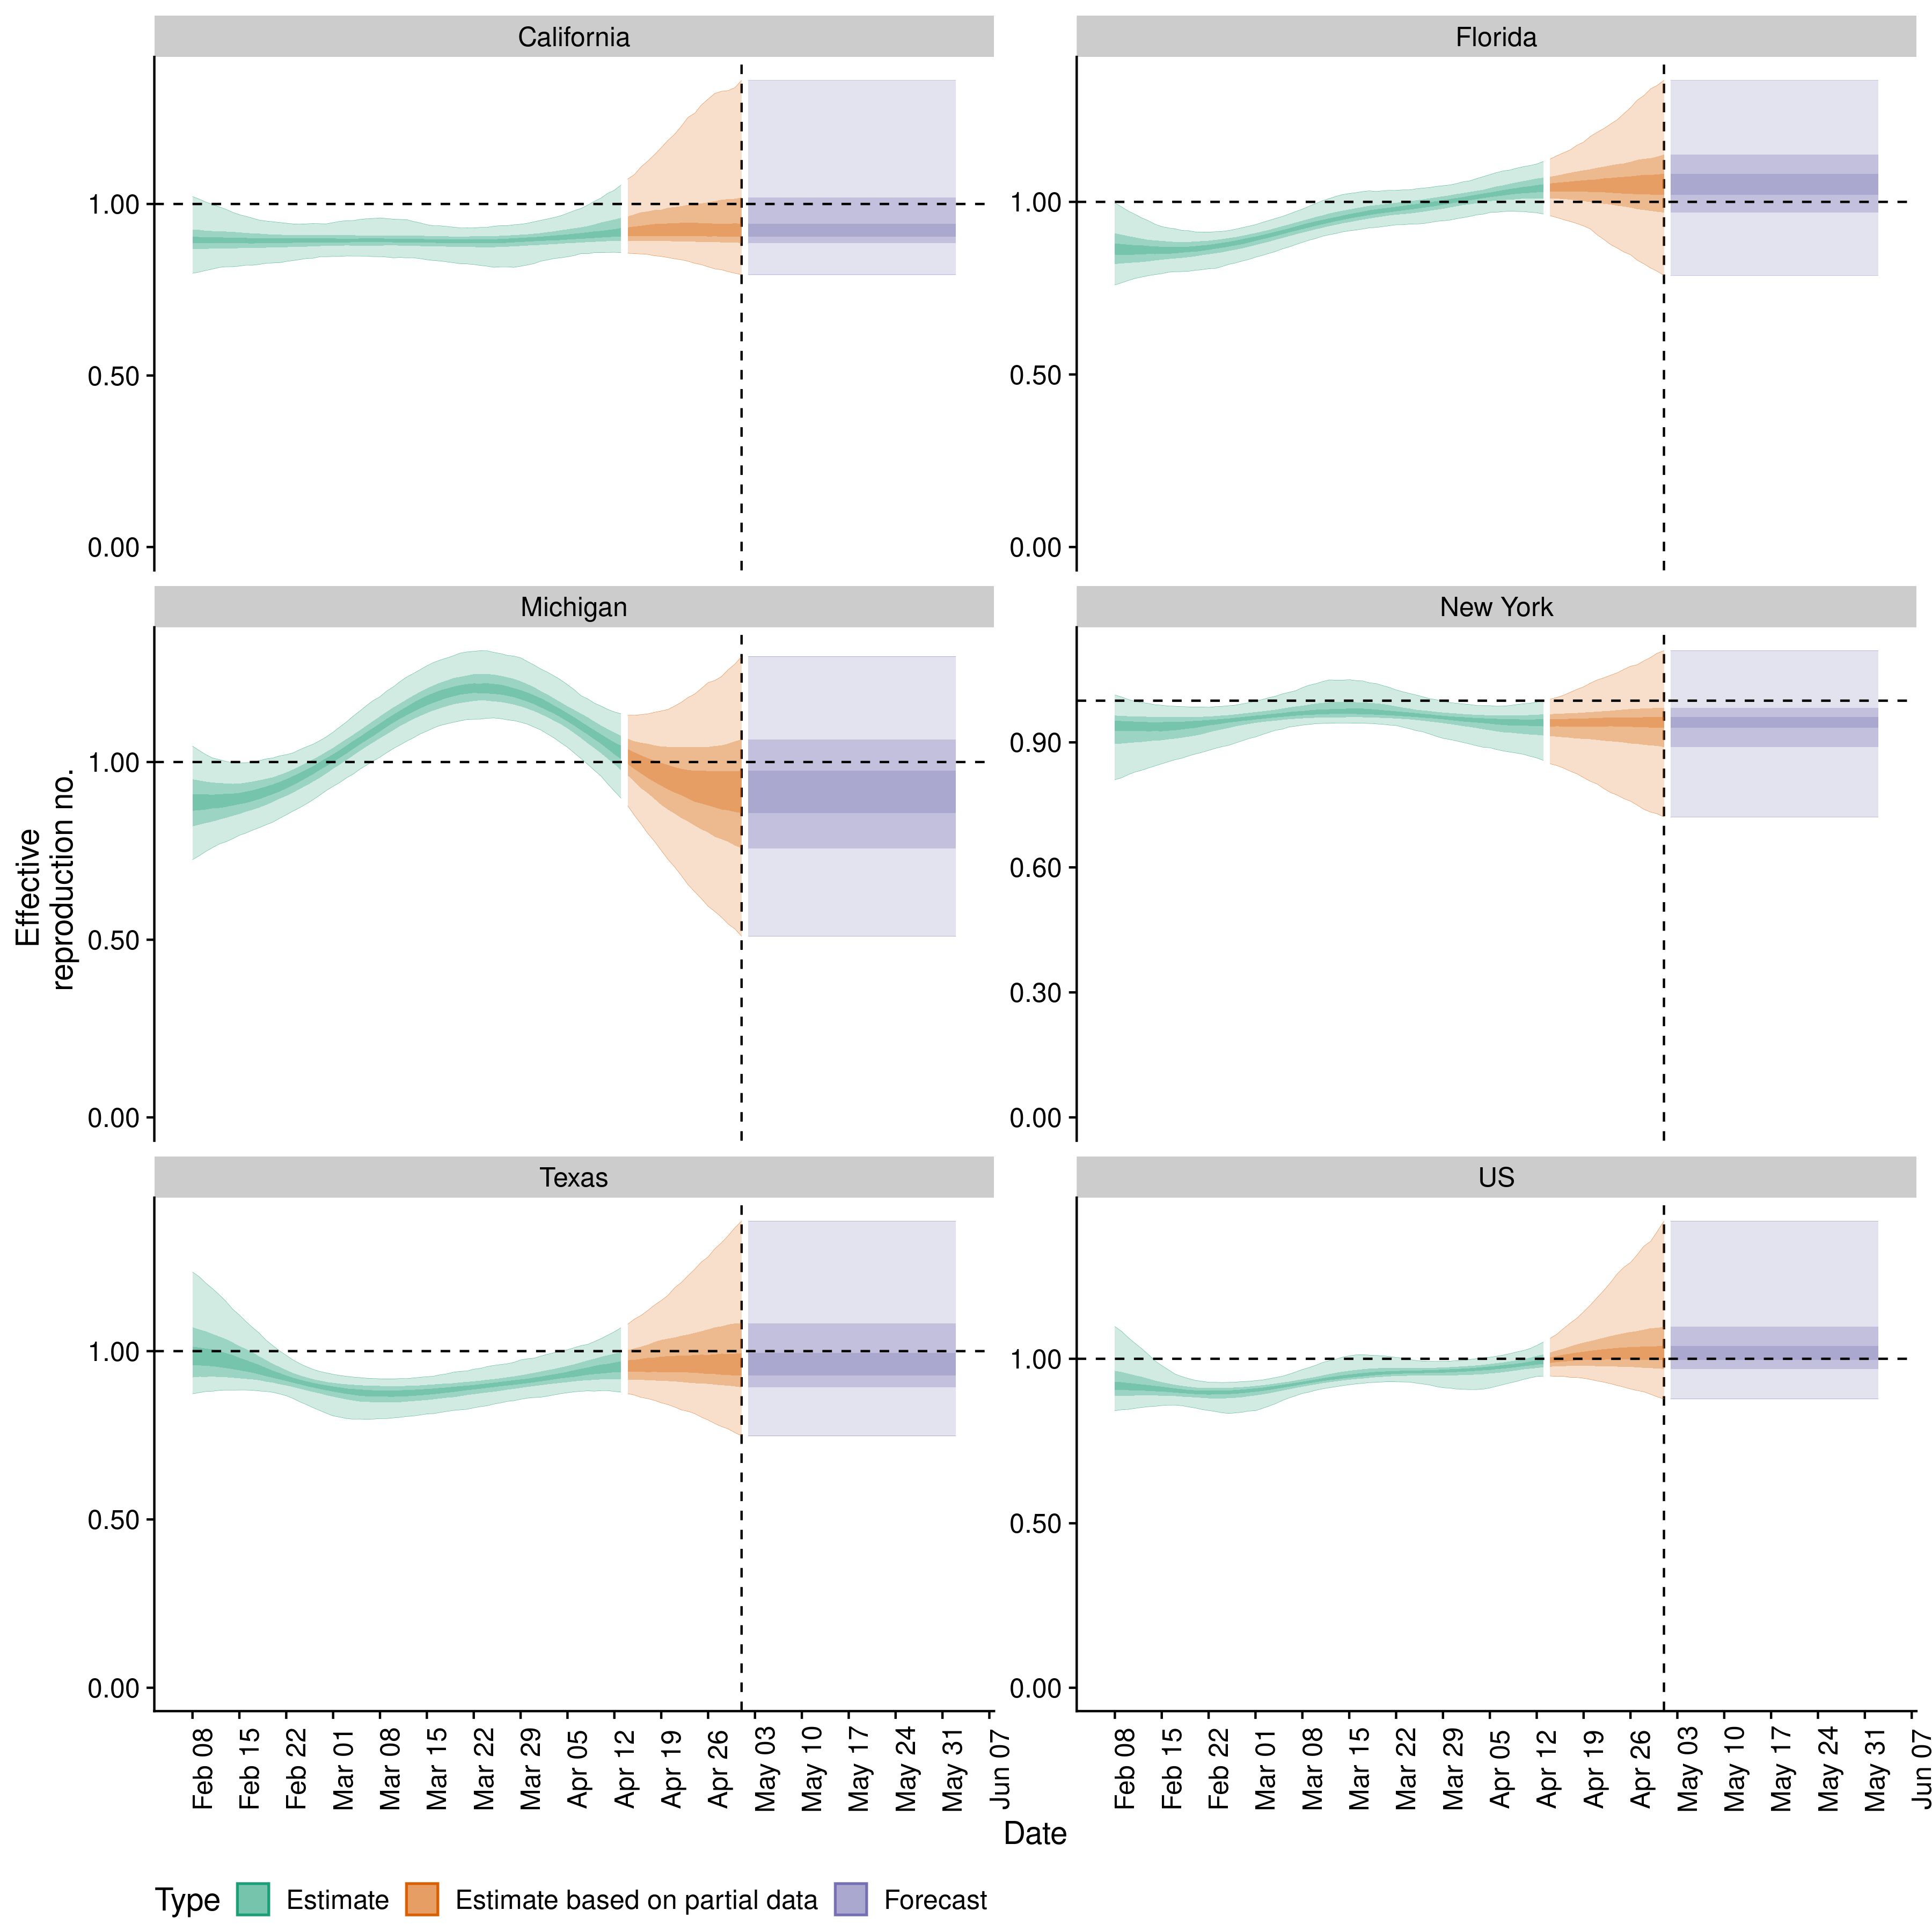 California
Florida
1.00
0.50
0.00
1.00
0.50
0.00
Michigan
New York
1.00
0.50
0.00
0.90
0.60
0.30
0.00
Effective
reproduction no.
Texas
US
1.00
0.50
0.00
1.00
0.50
0.00
Feb 08 Feb 15 Feb 22 Mar 01 Mar 08 Mar 15 Mar 22 Mar 29 Apr 05 Apr 12 Apr 19 Apr 26 May 03 May 10 May 17 May 24 May 31 Jun 07
Feb 08 Feb 15 Feb 22 Mar 01 Mar 08 Mar 15 Mar 22 Mar 29 Apr 05 Apr 12 Apr 19 Apr 26 May 03 May 10 May 17 May 24 May 31 Jun 07
Date
Type Estimate Estimate based on partial data Forecast